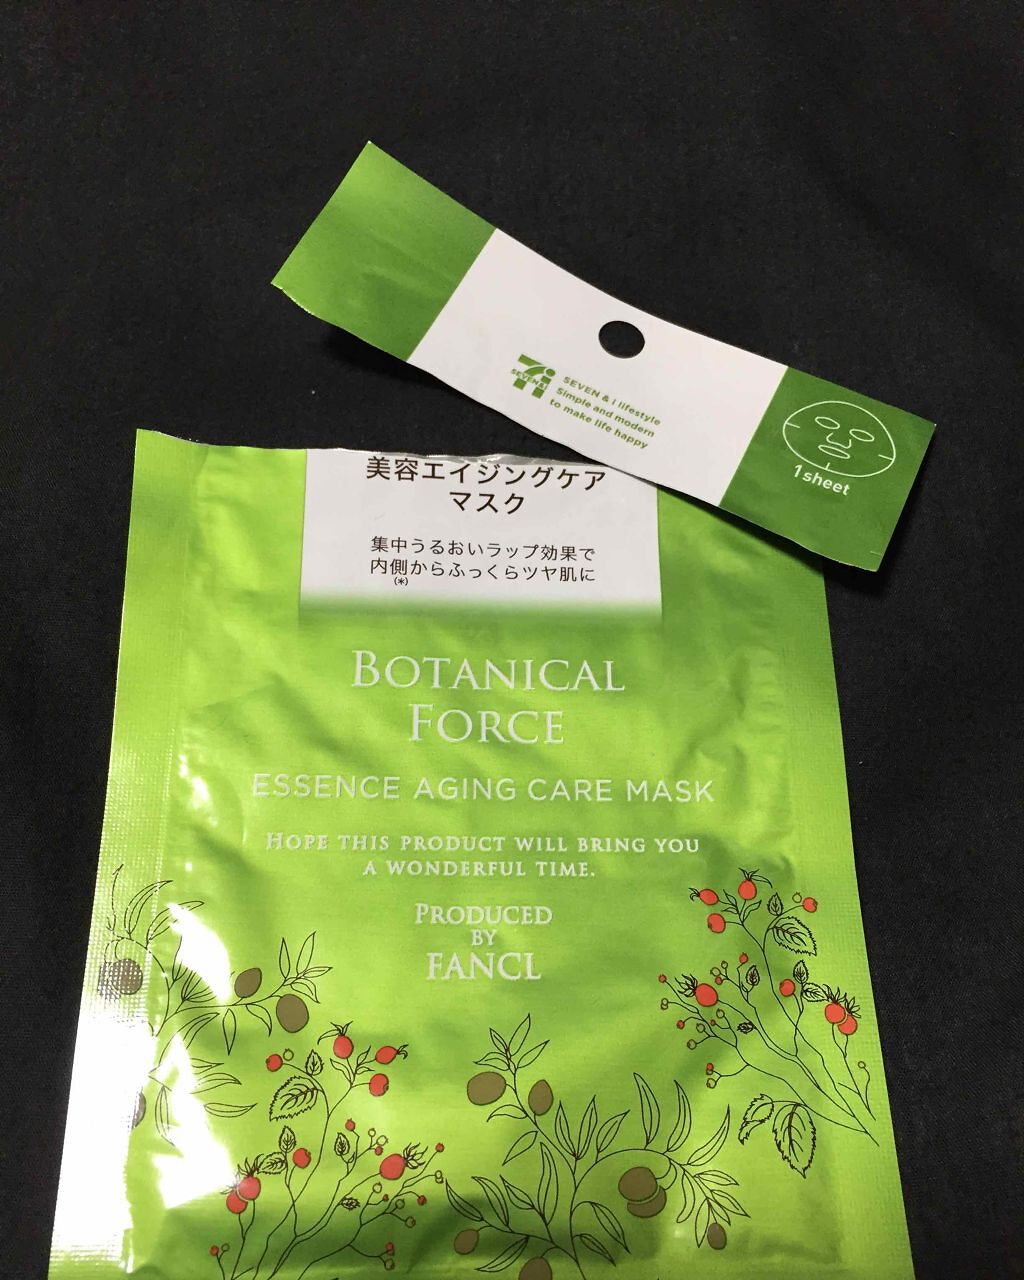 7i
SEVEN&i
SEVEN & i lifestyle
Simple and modern
to make life happy
1sheet
美容エイジングケア
マスク
集中うるおいラップ効果で
内側からふっくらツヤ肌に
(*)
BOTANICAL
FORCE
ESSENCE AGING CARE MASK
HOPE THIS PRODUCT WILL BRING YOU
A WONDERFUL TIME.
PRODUCED
BY
FANCL